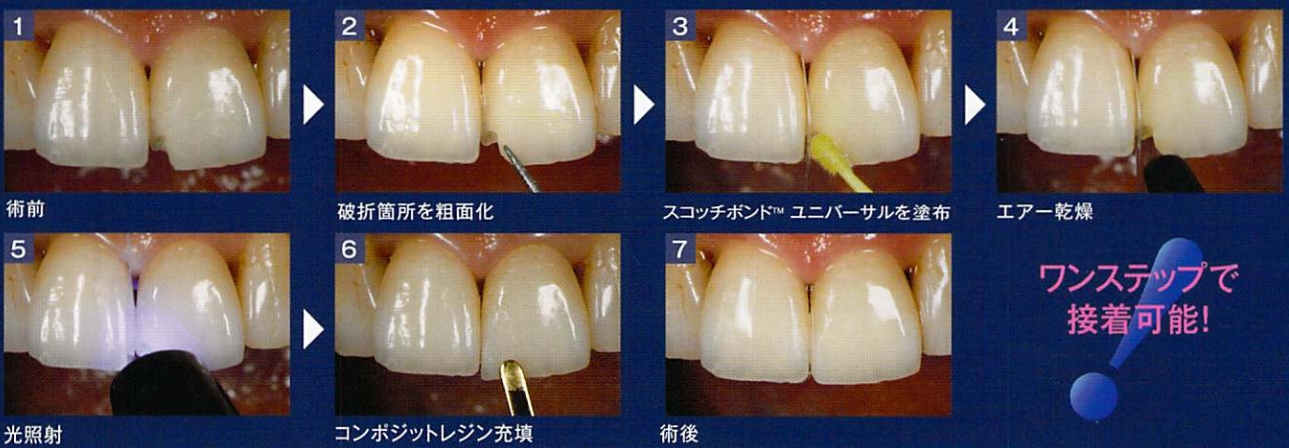 1
術前
2
破折箇所を粗面化
3
スコッチボンド™ ユニバーサルを塗布
4
エアー乾燥
5
光照射
6
コンポジットレジン充填
7
術後
ワンステップで
接着可能!